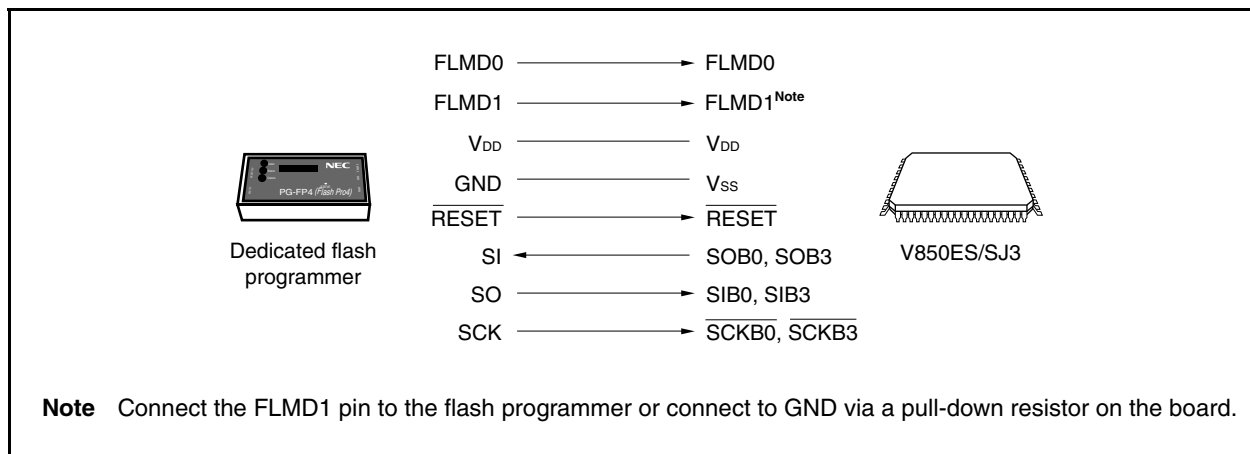 FLMD0 FLMD0
FLMD1 FLMD1Note
VDD VDD
GND VSS
RESET RESET
SI SOB0, SOB3
SO SIB0, SIB3
SCK SCKB0, SCKB3
NEC
PG-FP4 (Flash Pro4)
Dedicated flash
programmer
V850ES/SJ3
Note Connect the FLMD1 pin to the flash programmer or connect to GND via a pull-down resistor on the board.